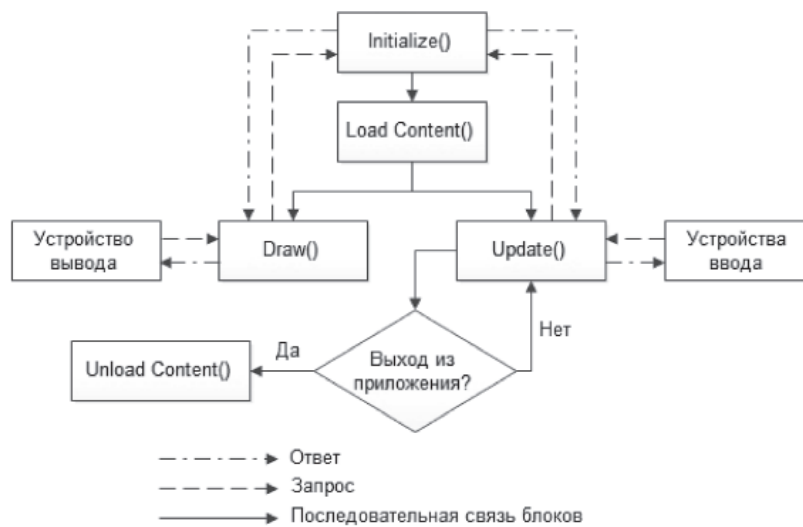 Initialize()
Load Content()
Устройство
вывода
Draw()
Update()
Устройства
ввода
Нет
Да
Unload Content()
Выход из
приложения?
Ответ
Запрос
Последовательная связь блоков